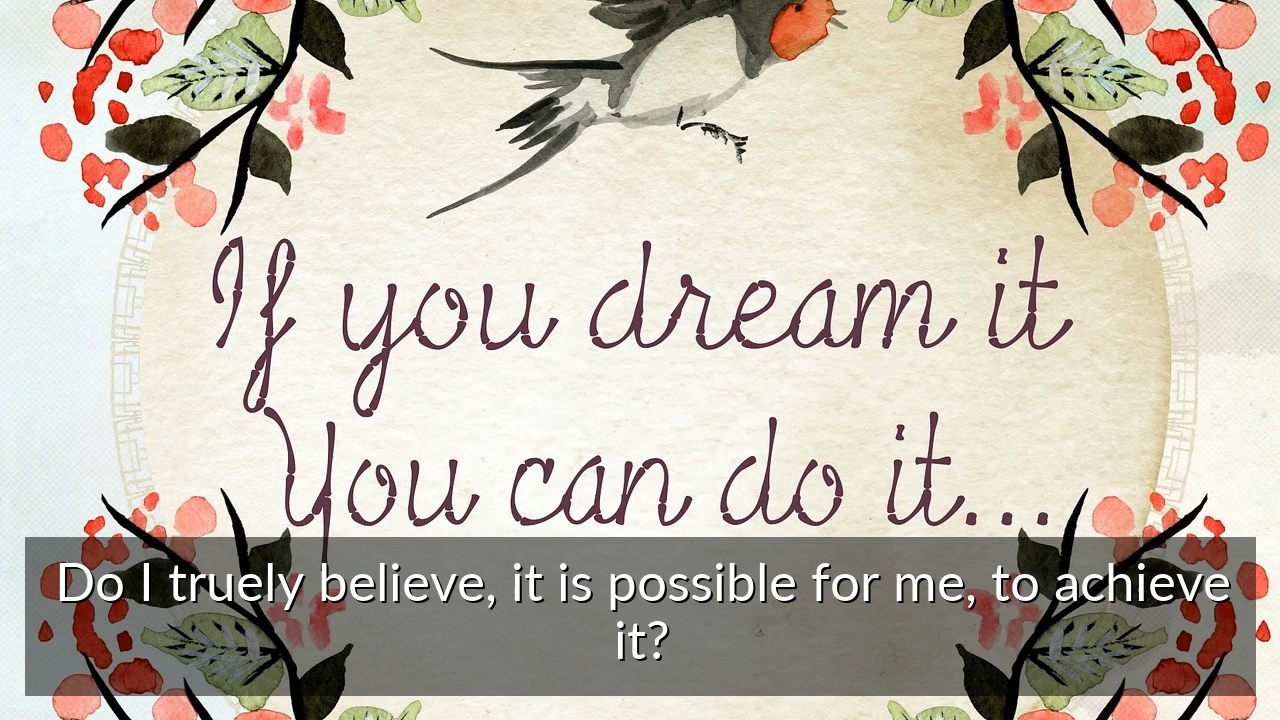 If you dream it
You can do it...
Do I truely believe, it is possible for me, to achieve
it?